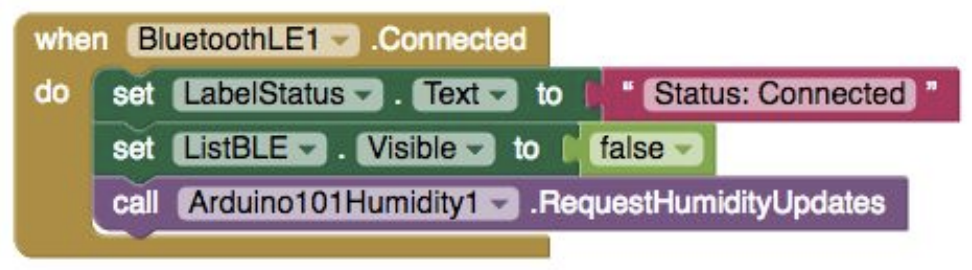 when BluetoothLE1 .Connected
do set LabelStatus . Text to " Status: Connected "
set ListBLE . Visible to false
call Arduino101Humidity1 .RequestHumidityUpdates